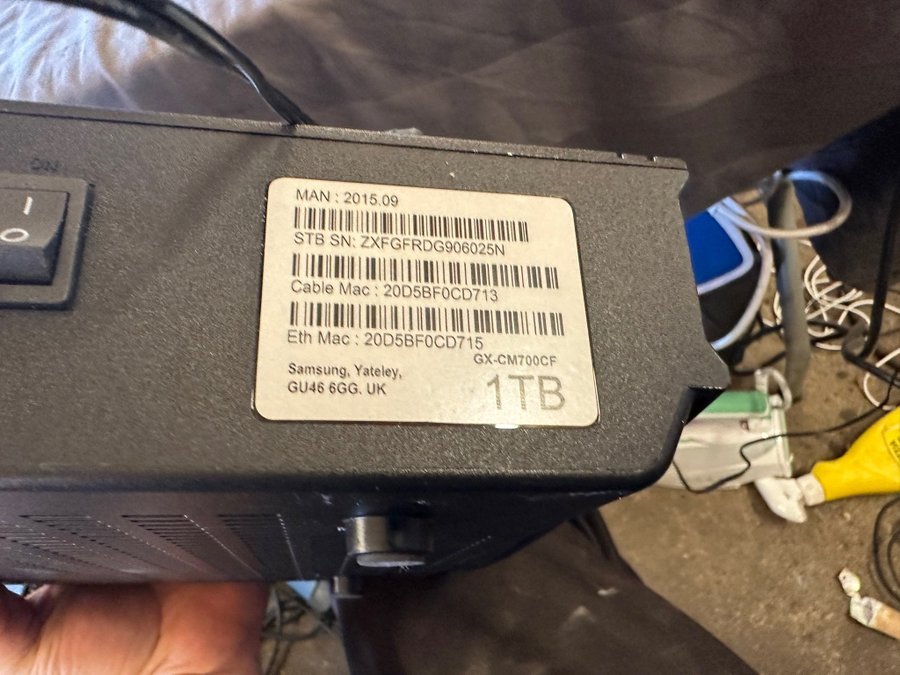 ON
MAN : 2015.09
STB SN: ZXFGFRDG906025N
Cable Mac : 20D5BF0CD713
Eth Mac : 20D5BF0CD715
GX-CM700CF
Samsung, Yateley,
GU46 6GG. UK
1TB